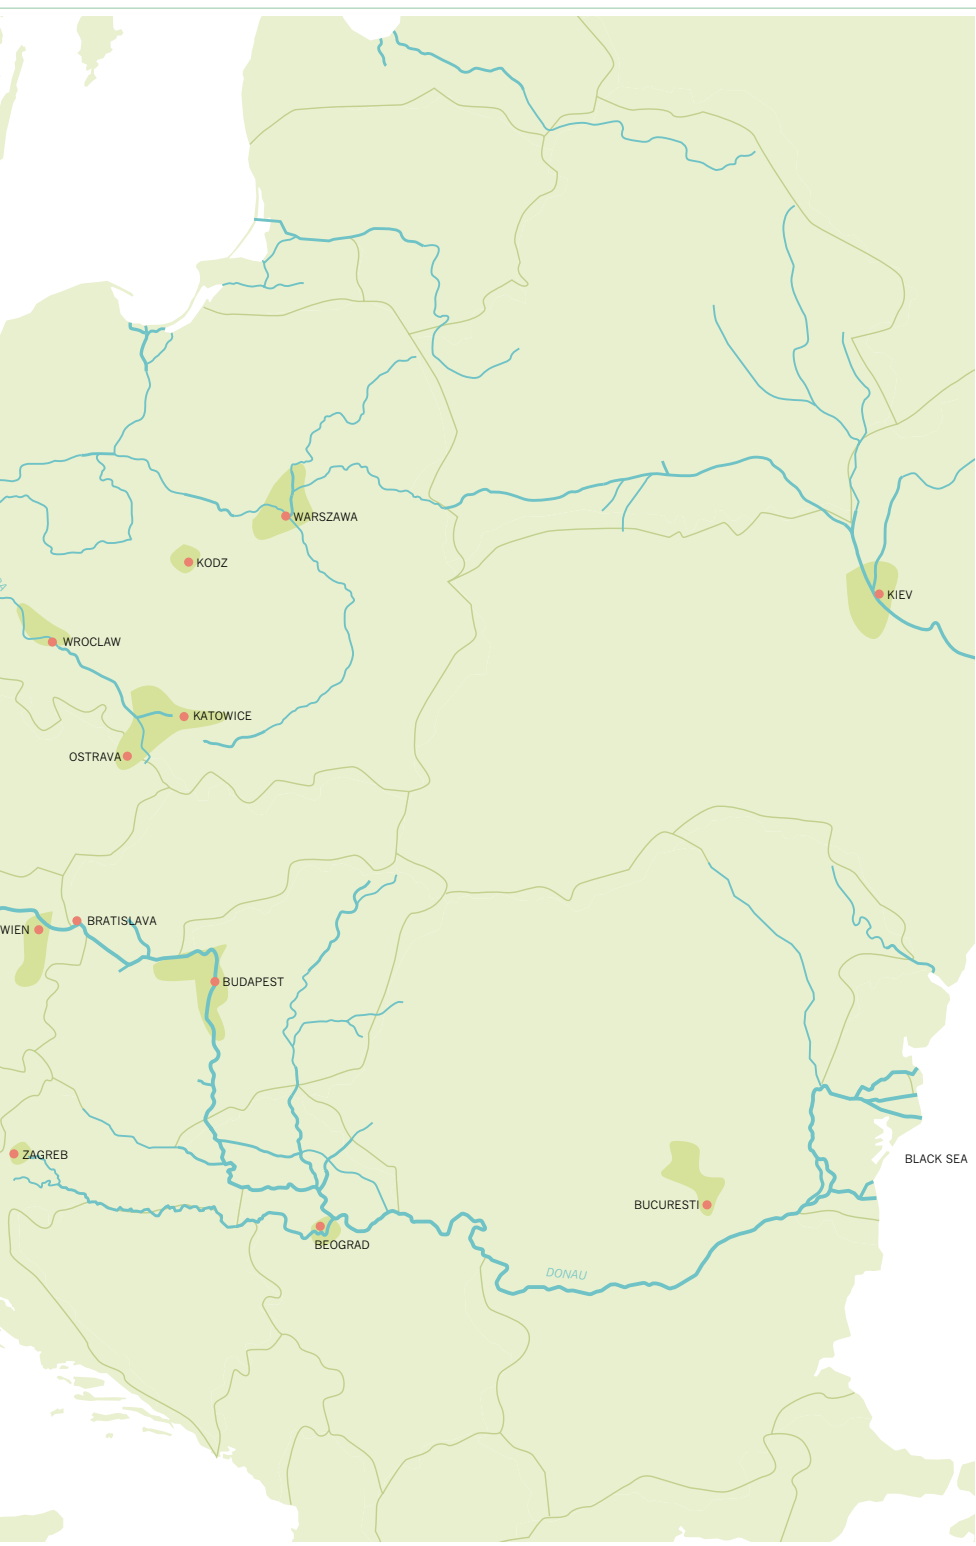 WARSZAWA
KODZ
KIEV
WROCLAW
KATOWICE
OSTRAVA
BRATISLAVA
WIEN
BUDAPEST
ZAGREB
BLACK SEA
BUCURESTI
BEOGRAD
DONAU